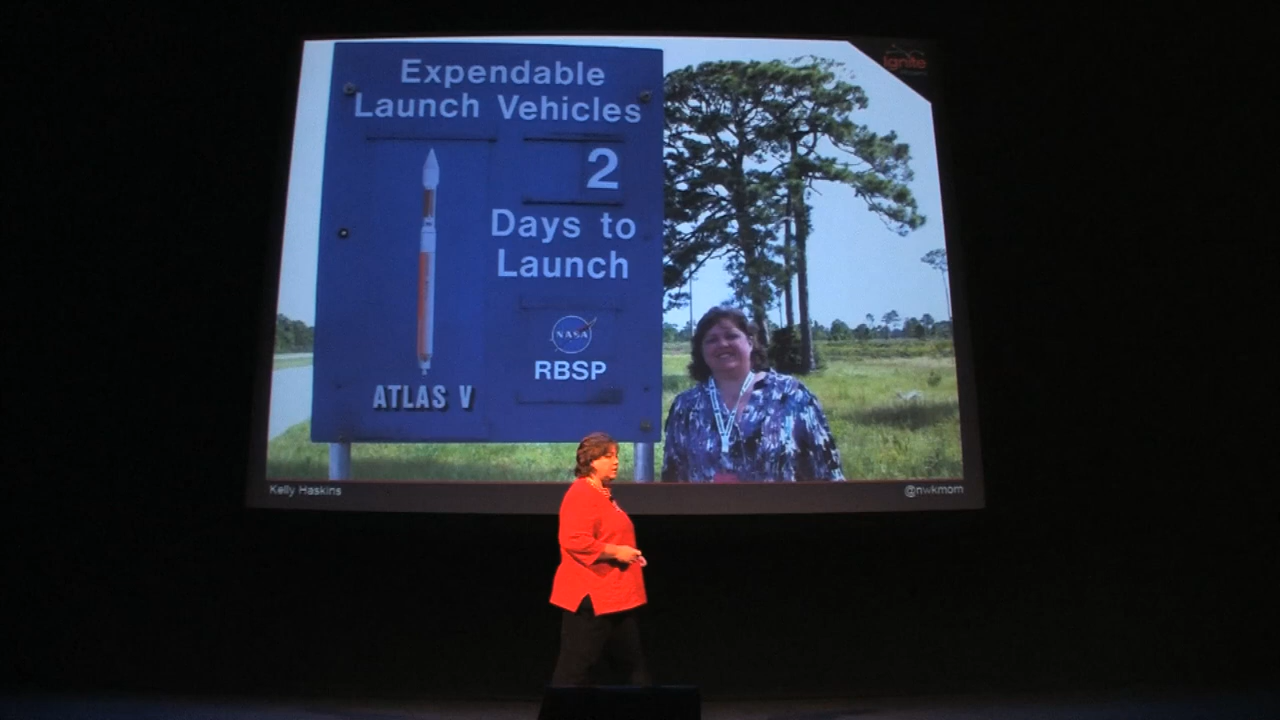 Expendable
Launch Vehicles
2
Days to
Launch
NASA
RBSP
ATLAS V
ignite
Kelly Haskins
@nwkmom